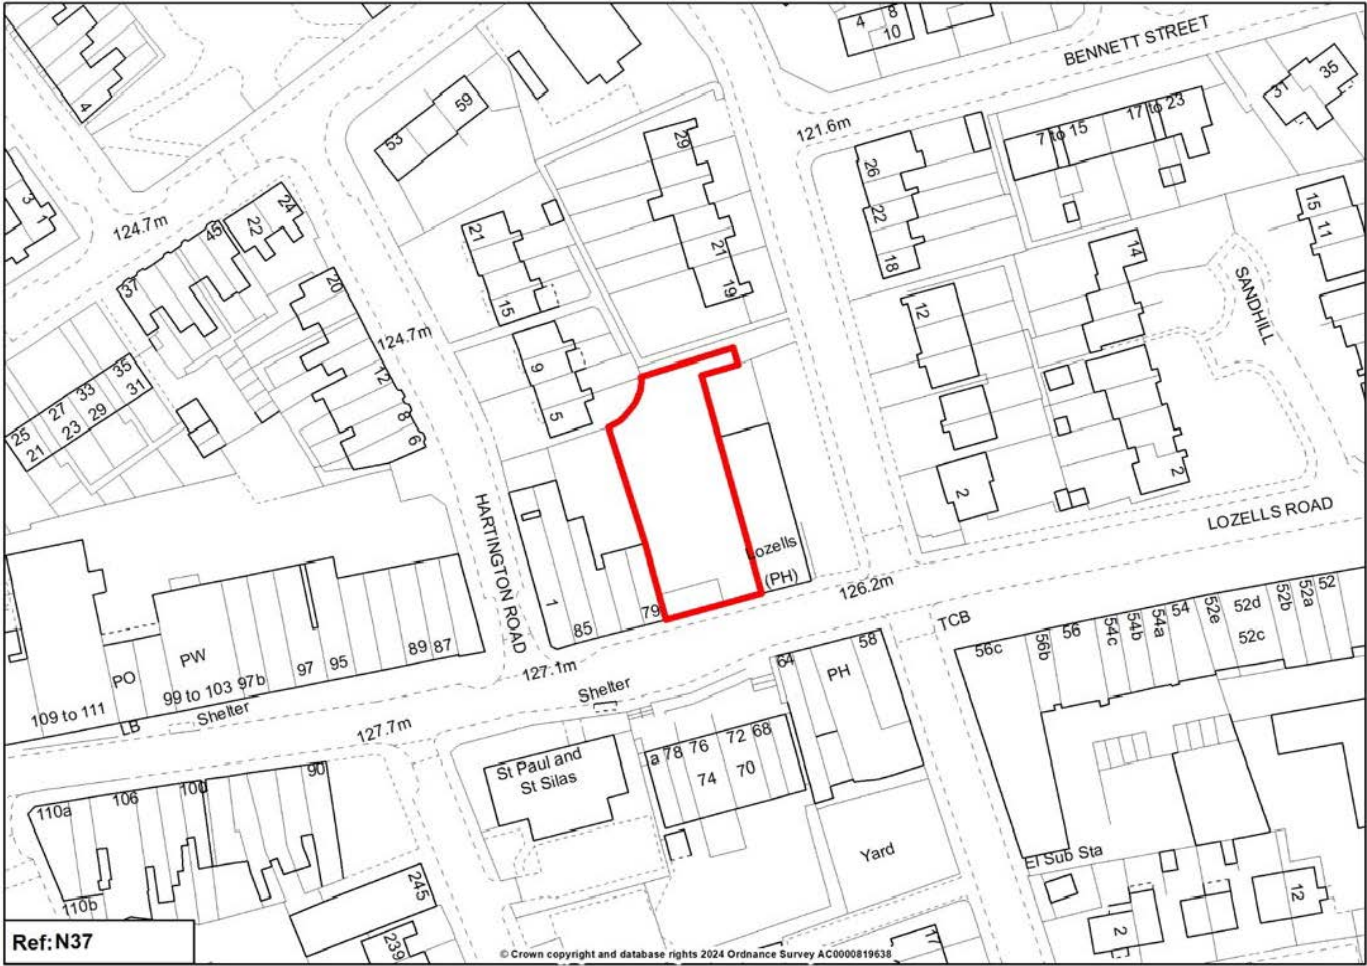 4
8
10
BENNETT STREET
31
35
59
53
4
29
121.6m
7 to 15
17 to 23
26
22
18
3
1
124.7m
45
22
24
21
15
21
19
14
15
11
SANDHILL
37
20
12
124.7m
35
33
31
27
29
23
25
21
12
8
6
9
5
2
2
HARTINGTON ROAD
LOZELLS ROAD
Lozells
(PH)
126.2m
1
85
79
PO
PW
109 to 111
99 to 103
97b
97
95
89
87
LB
Shelter
127.1m
127.7m
Shelter
64
PH
58
TCB
56c
56b
56
54c
54b
54a
54
52e
52d
52c
52b
52a
52
St Paul and
St Silas
a
78
76
74
72
70
68
110a
106
100
90
110b
245
239
Yard
El Sub Sta
17
2
12
Ref:N37
© Crown copyright and database rights 2024 Ordnance Survey AC0000819638